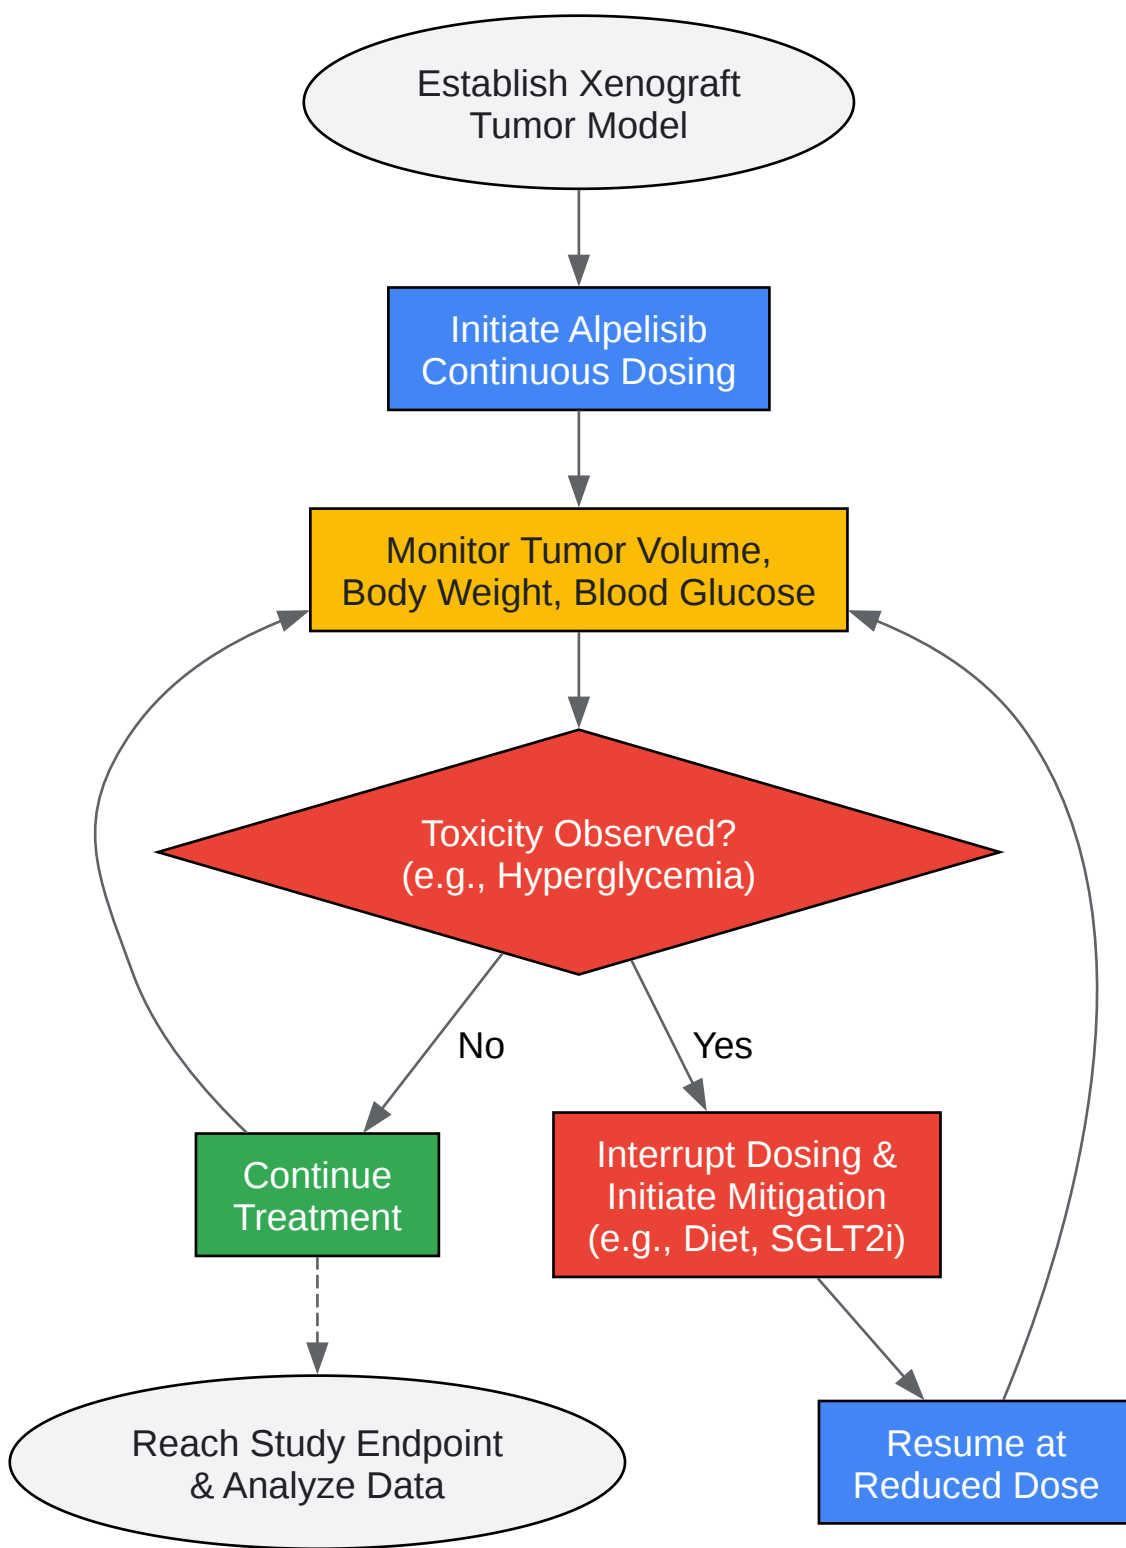 Establish Xenograft
Tumor Model
Initiate Alpelisib
Continuous Dosing
Monitor Tumor Volume,
Body Weight, Blood Glucose
Toxicity Observed?
(e.g., Hyperglycemia)
No
Yes
Continue
Treatment
Interrupt Dosing &
Initiate Mitigation
(e.g., Diet, SGLT2i)
Reach Study Endpoint
& Analyze Data
Resume at
Reduced Dose